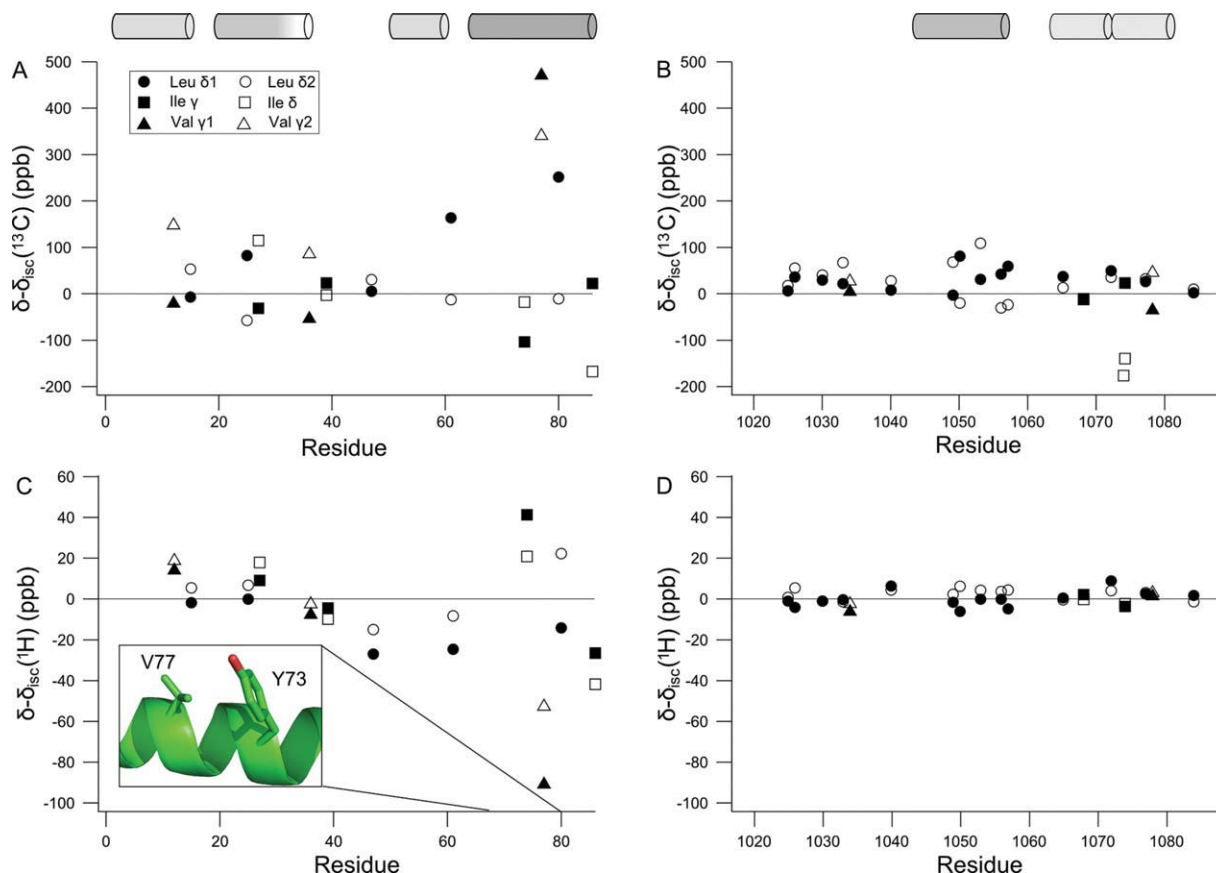 A
B
δ-δisc(¹³C) (ppb)
500
400
300
200
100
0
-100
-200
Leu δ1
Leu δ2
Ile γ
Ile δ
Val γ1
Val γ2
0 20 40 60 80
Residue
δ-δisc(¹³C) (ppb)
500
400
300
200
100
0
-100
-200
1020 1030 1040 1050 1060 1070 1080
Residue
C
D
δ-δisc(¹H) (ppb)
60
40
20
0
-20
-40
-60
-80
-100
V77
Y73
0 20 40 60 80
Residue
δ-δisc(¹H) (ppb)
60
40
20
0
-20
-40
-60
-80
-100
1020 1030 1040 1050 1060 1070 1080
Residue